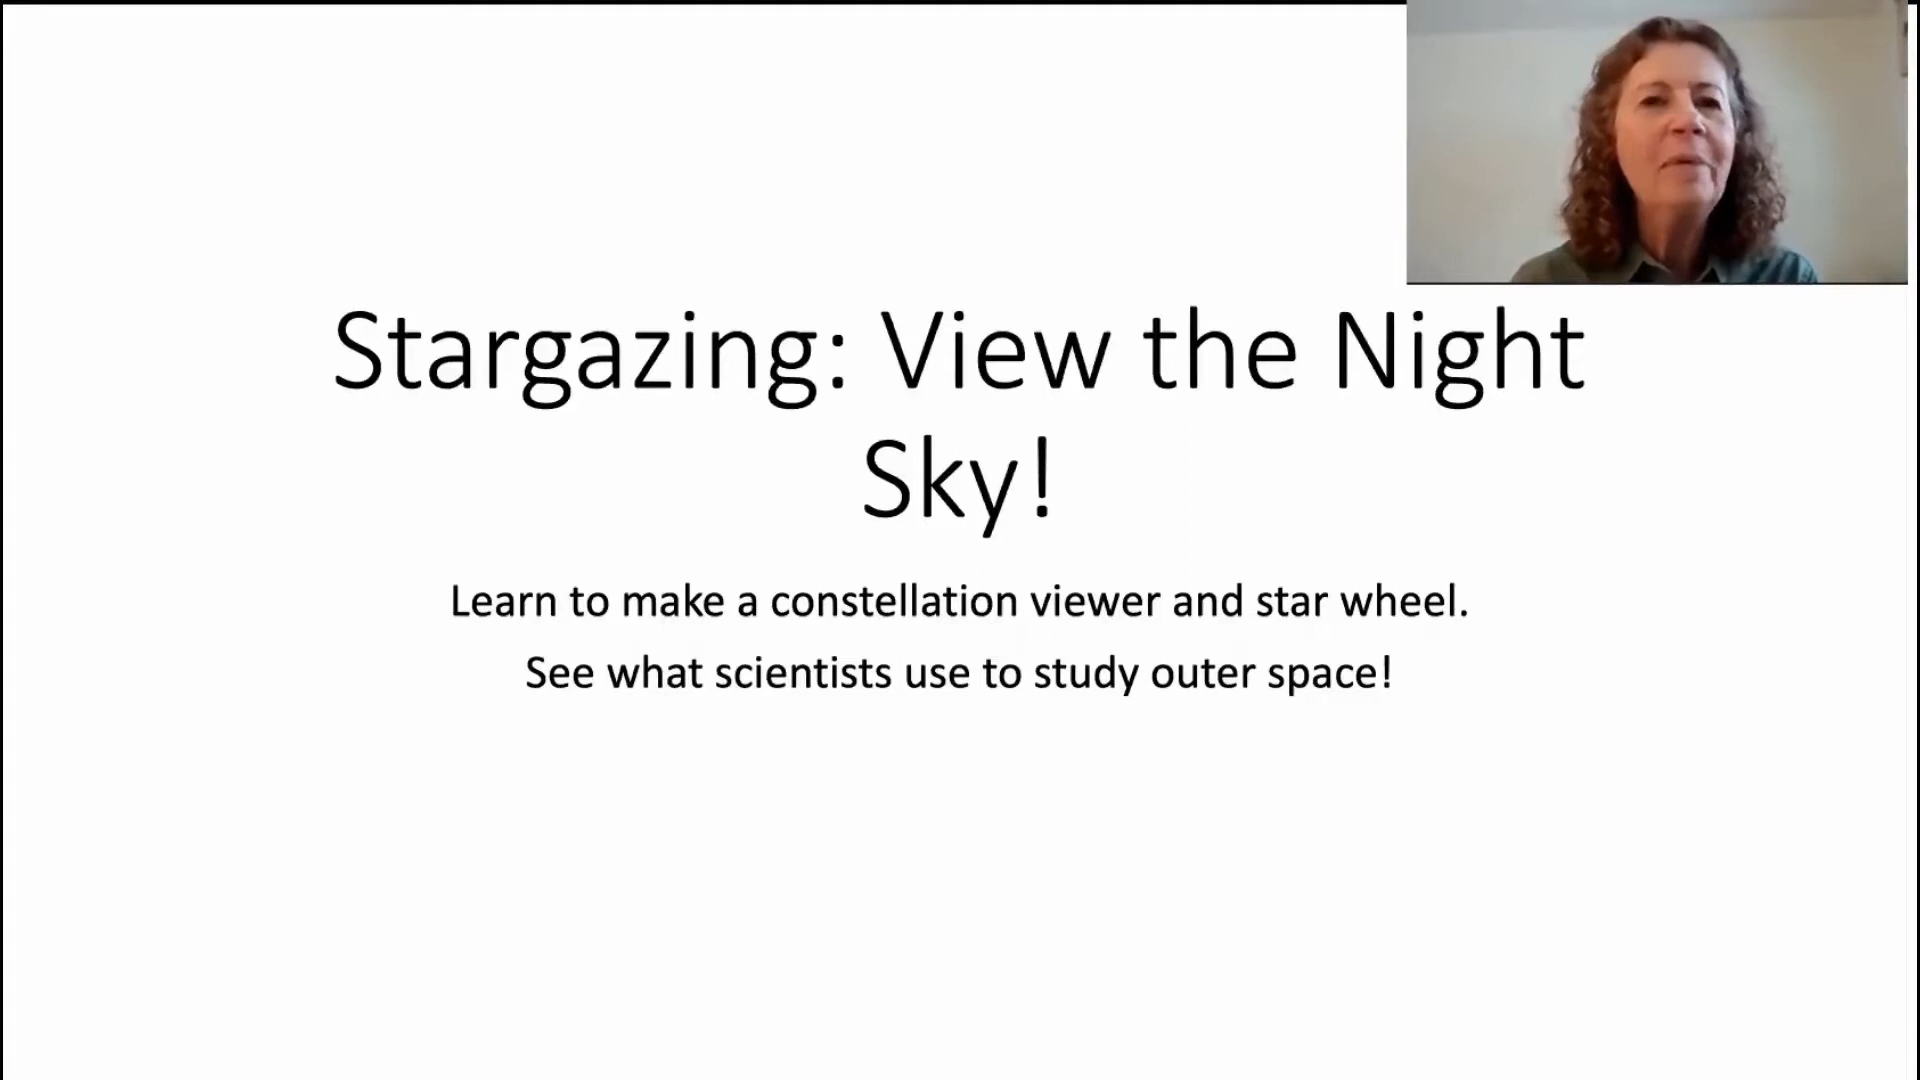 Stargazing: View the Night
Sky!
Learn to make a constellation viewer and star wheel.
See what scientists use to study outer space!